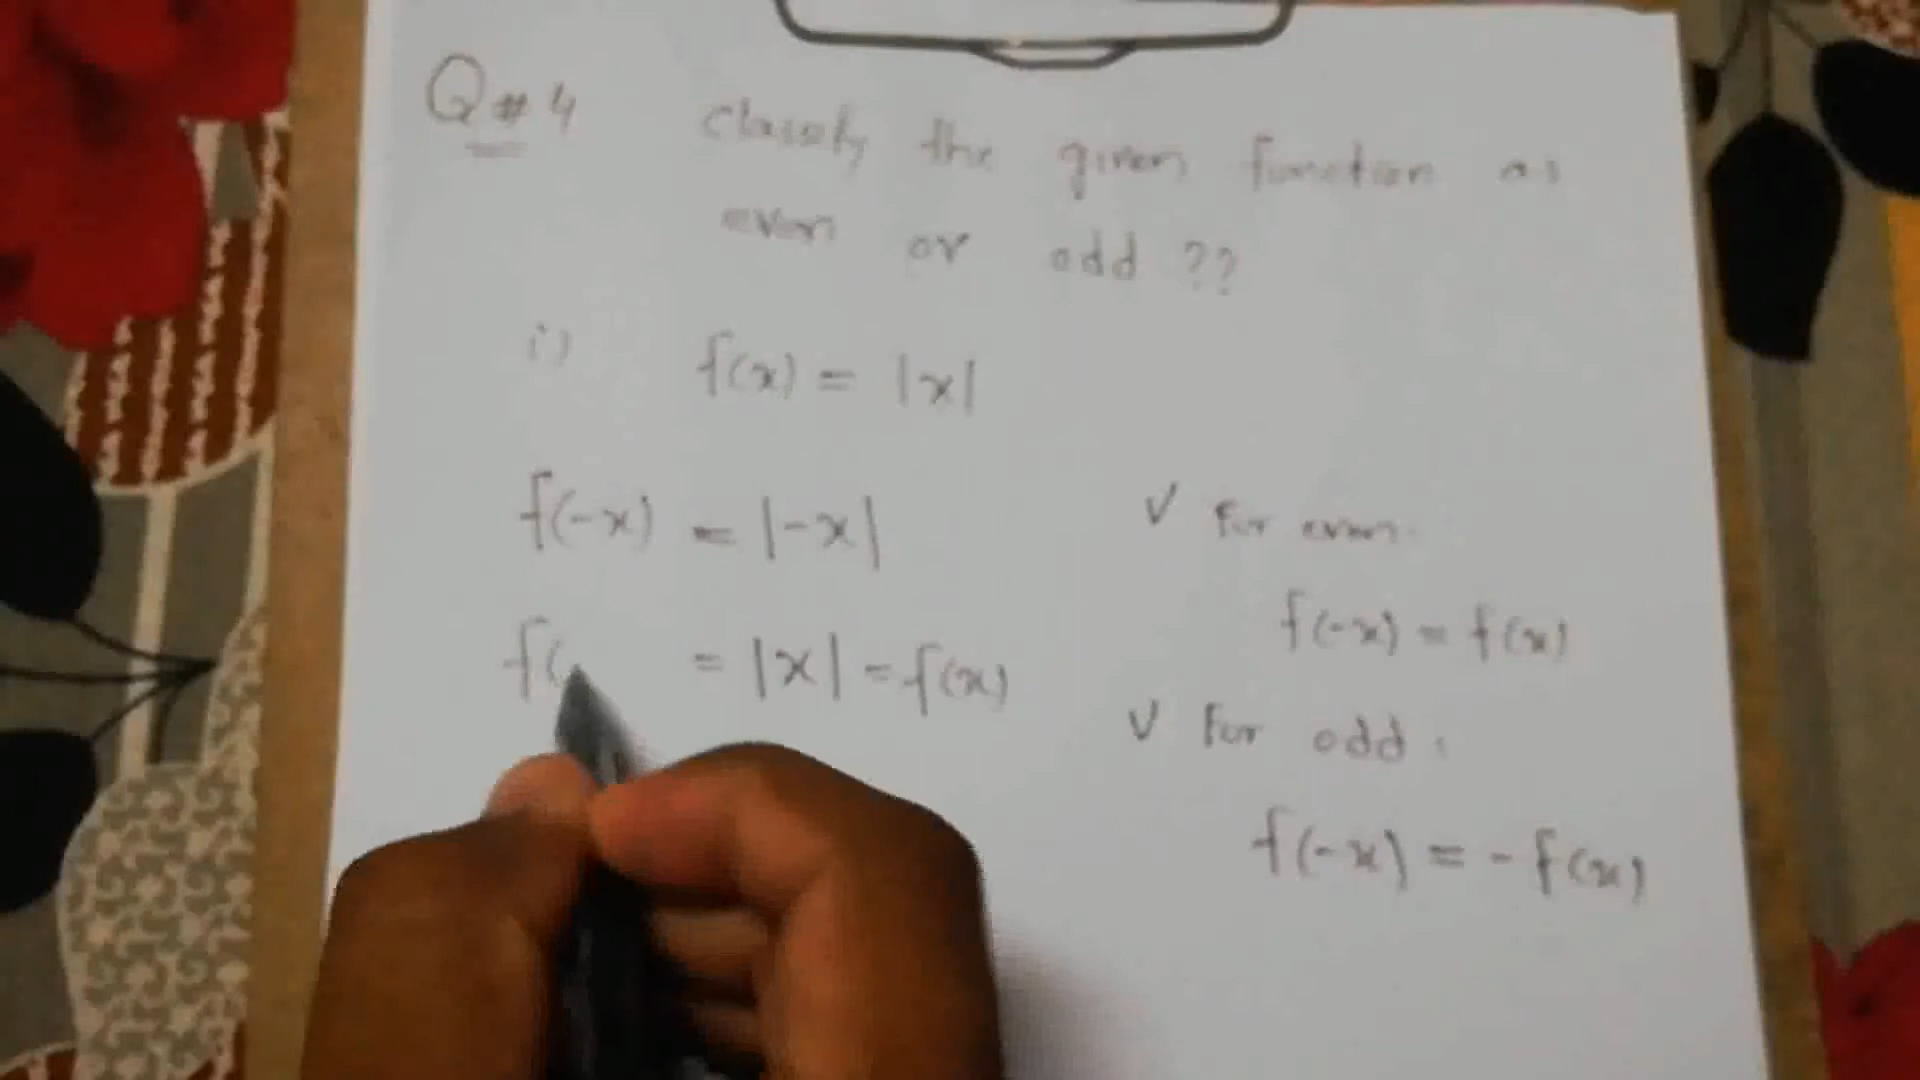 Q#4 Classify the given function as
even or odd ??
i) f(x) = |x|
f(-x) = |-x|
f( = |x| = f(x)
✓ For even.
f(-x) = f(x)
✓ For odd :
f(-x) = - f(x)